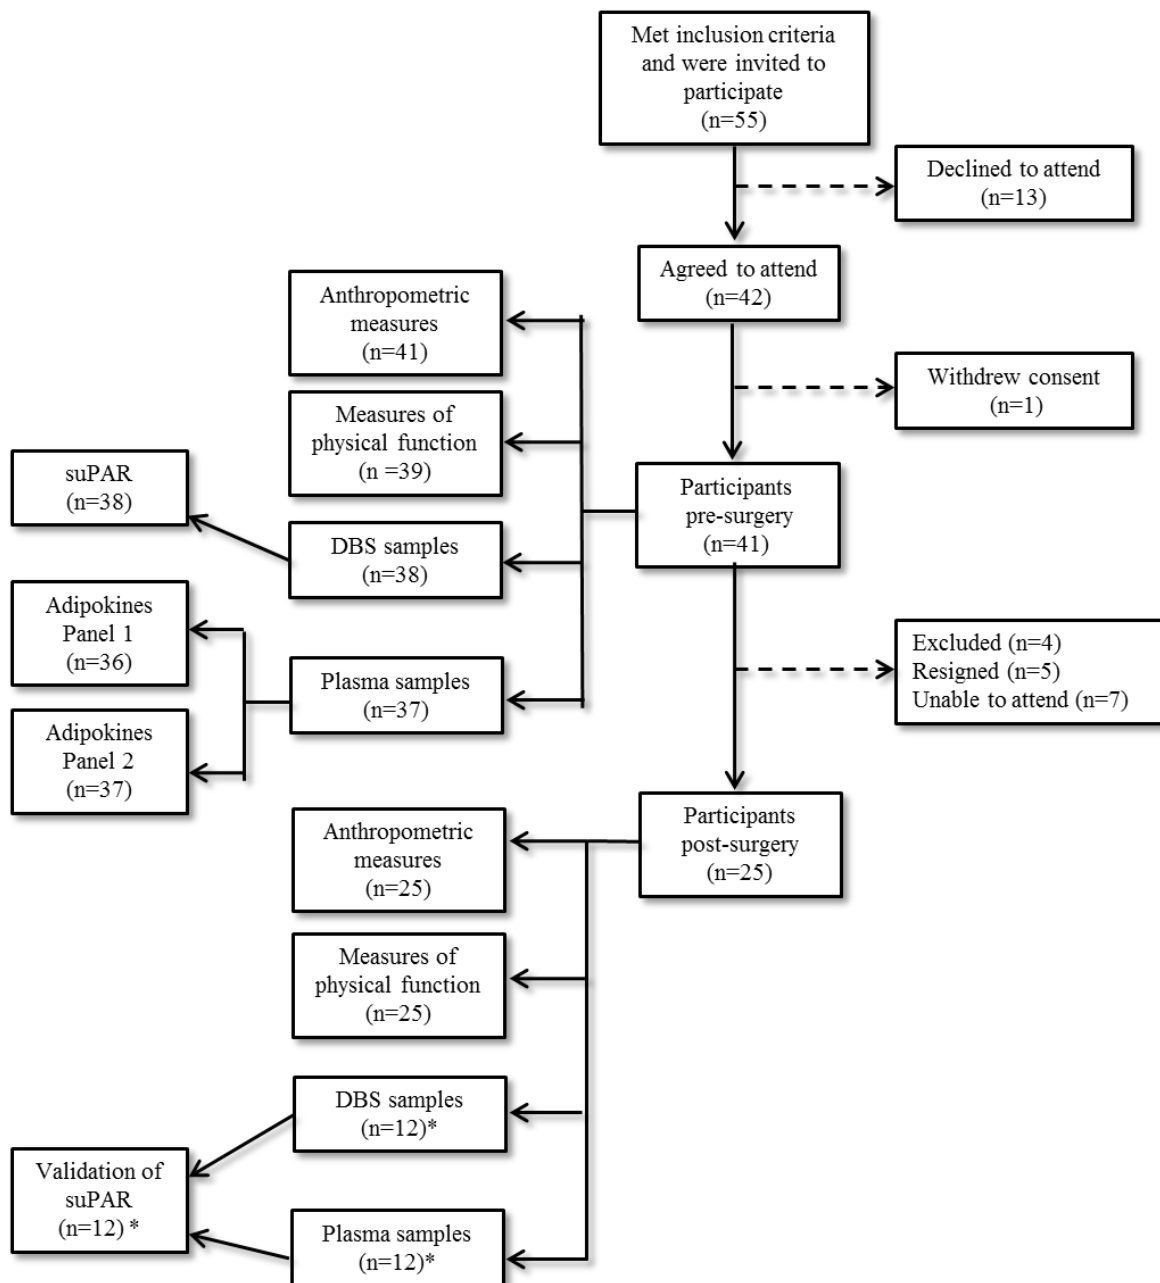 Met inclusion criteria
and were invited to
participate
(n=55)
Declined to attend
(n=13)
Agreed to attend
(n=42)
Withdrew consent
(n=1)
Participants
pre-surgery
(n=41)
Anthropometric
measures
(n=41)
Measures of
physical function
(n =39)
DBS samples
(n=38)
suPAR
(n=38)
Plasma samples
(n=37)
Adipokines
Panel 1
(n=36)
Adipokines
Panel 2
(n=37)
Excluded (n=4)
Resigned (n=5)
Unable to attend (n=7)
Participants
post-surgery
(n=25)
Anthropometric
measures
(n=25)
Measures of
physical function
(n=25)
DBS samples
(n=12)*
Plasma samples
(n=12)*
Validation of
suPAR
(n=12) *